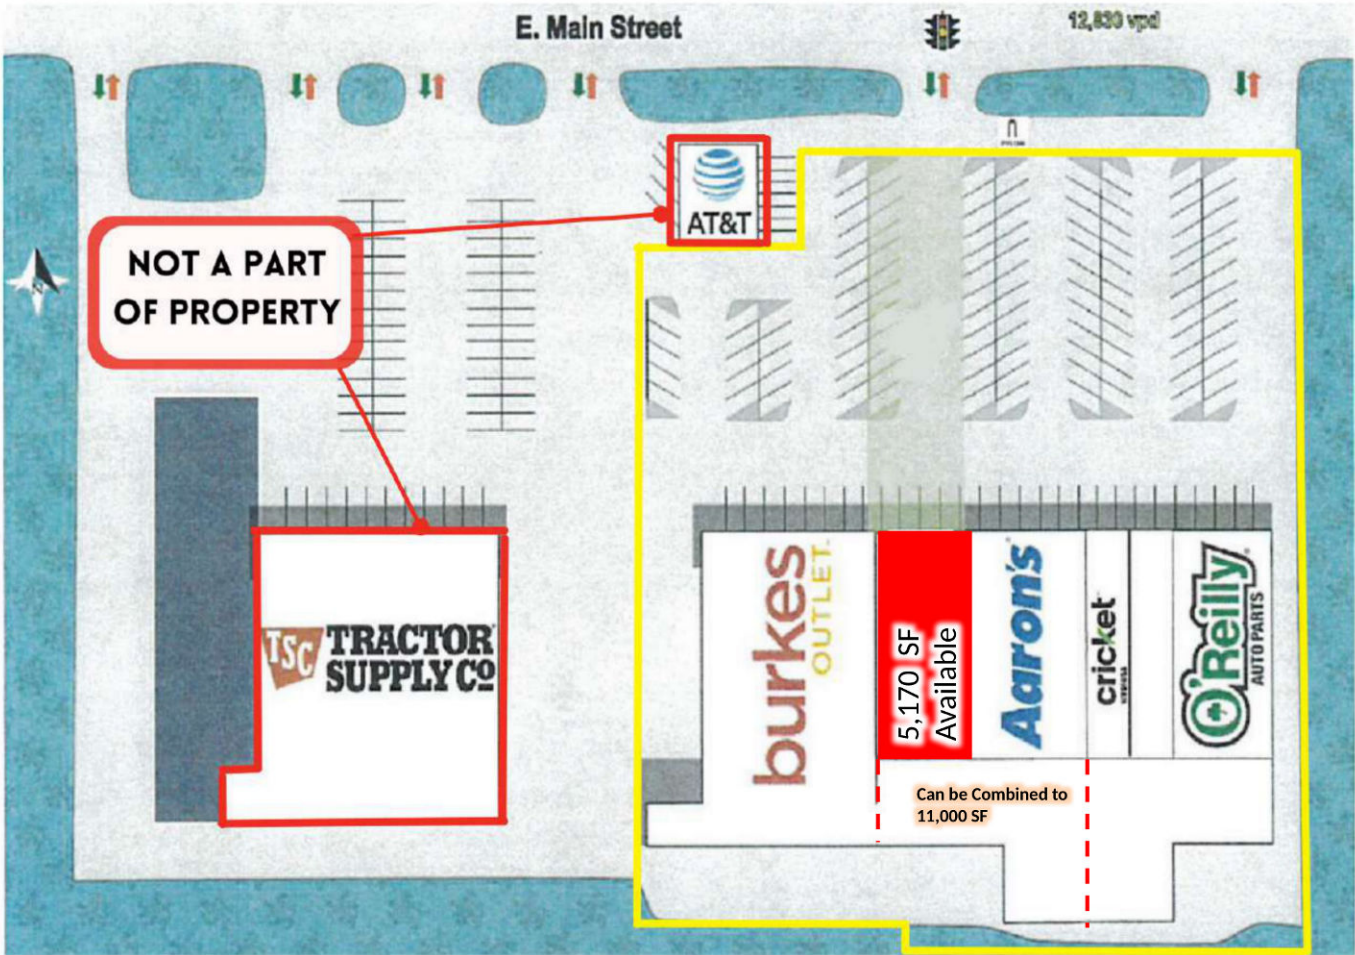 E. Main Street
12,830 vpd
AT&T
NOT A PART
OF PROPERTY
TSC TRACTOR
SUPPLY CO
burkes
OUTLET
5,170 SF
Available
Aaron's
cricket
O'Reilly
AUTO PARTS
Can be Combined to
11,000 SF